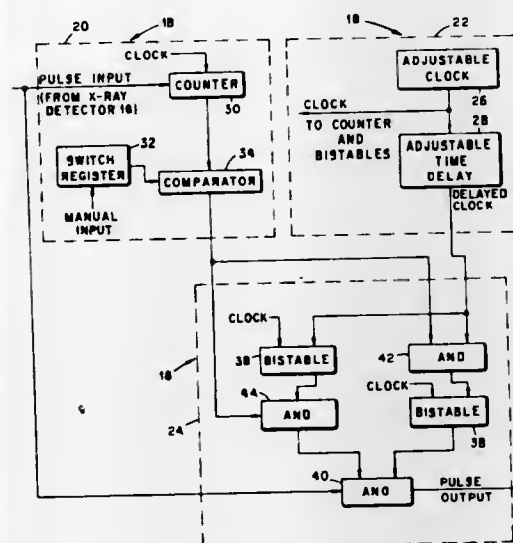 20
18
CLOCK
PULSE INPUT
(FROM X-RAY
DETECTOR 16)
COUNTER
30
32
SWITCH
REGISTER
34
COMPARATOR
MANUAL
INPUT
18
22
ADJUSTABLE
CLOCK
26
CLOCK
TO COUNTER
AND
BISTABLES
28
ADJUSTABLE
TIME
DELAY
DELAYED
CLOCK
18
24
CLOCK
38
BISTABLE
42
AND
44
AND
CLOCK
BISTABLE
38
40
AND
PULSE
OUTPUT